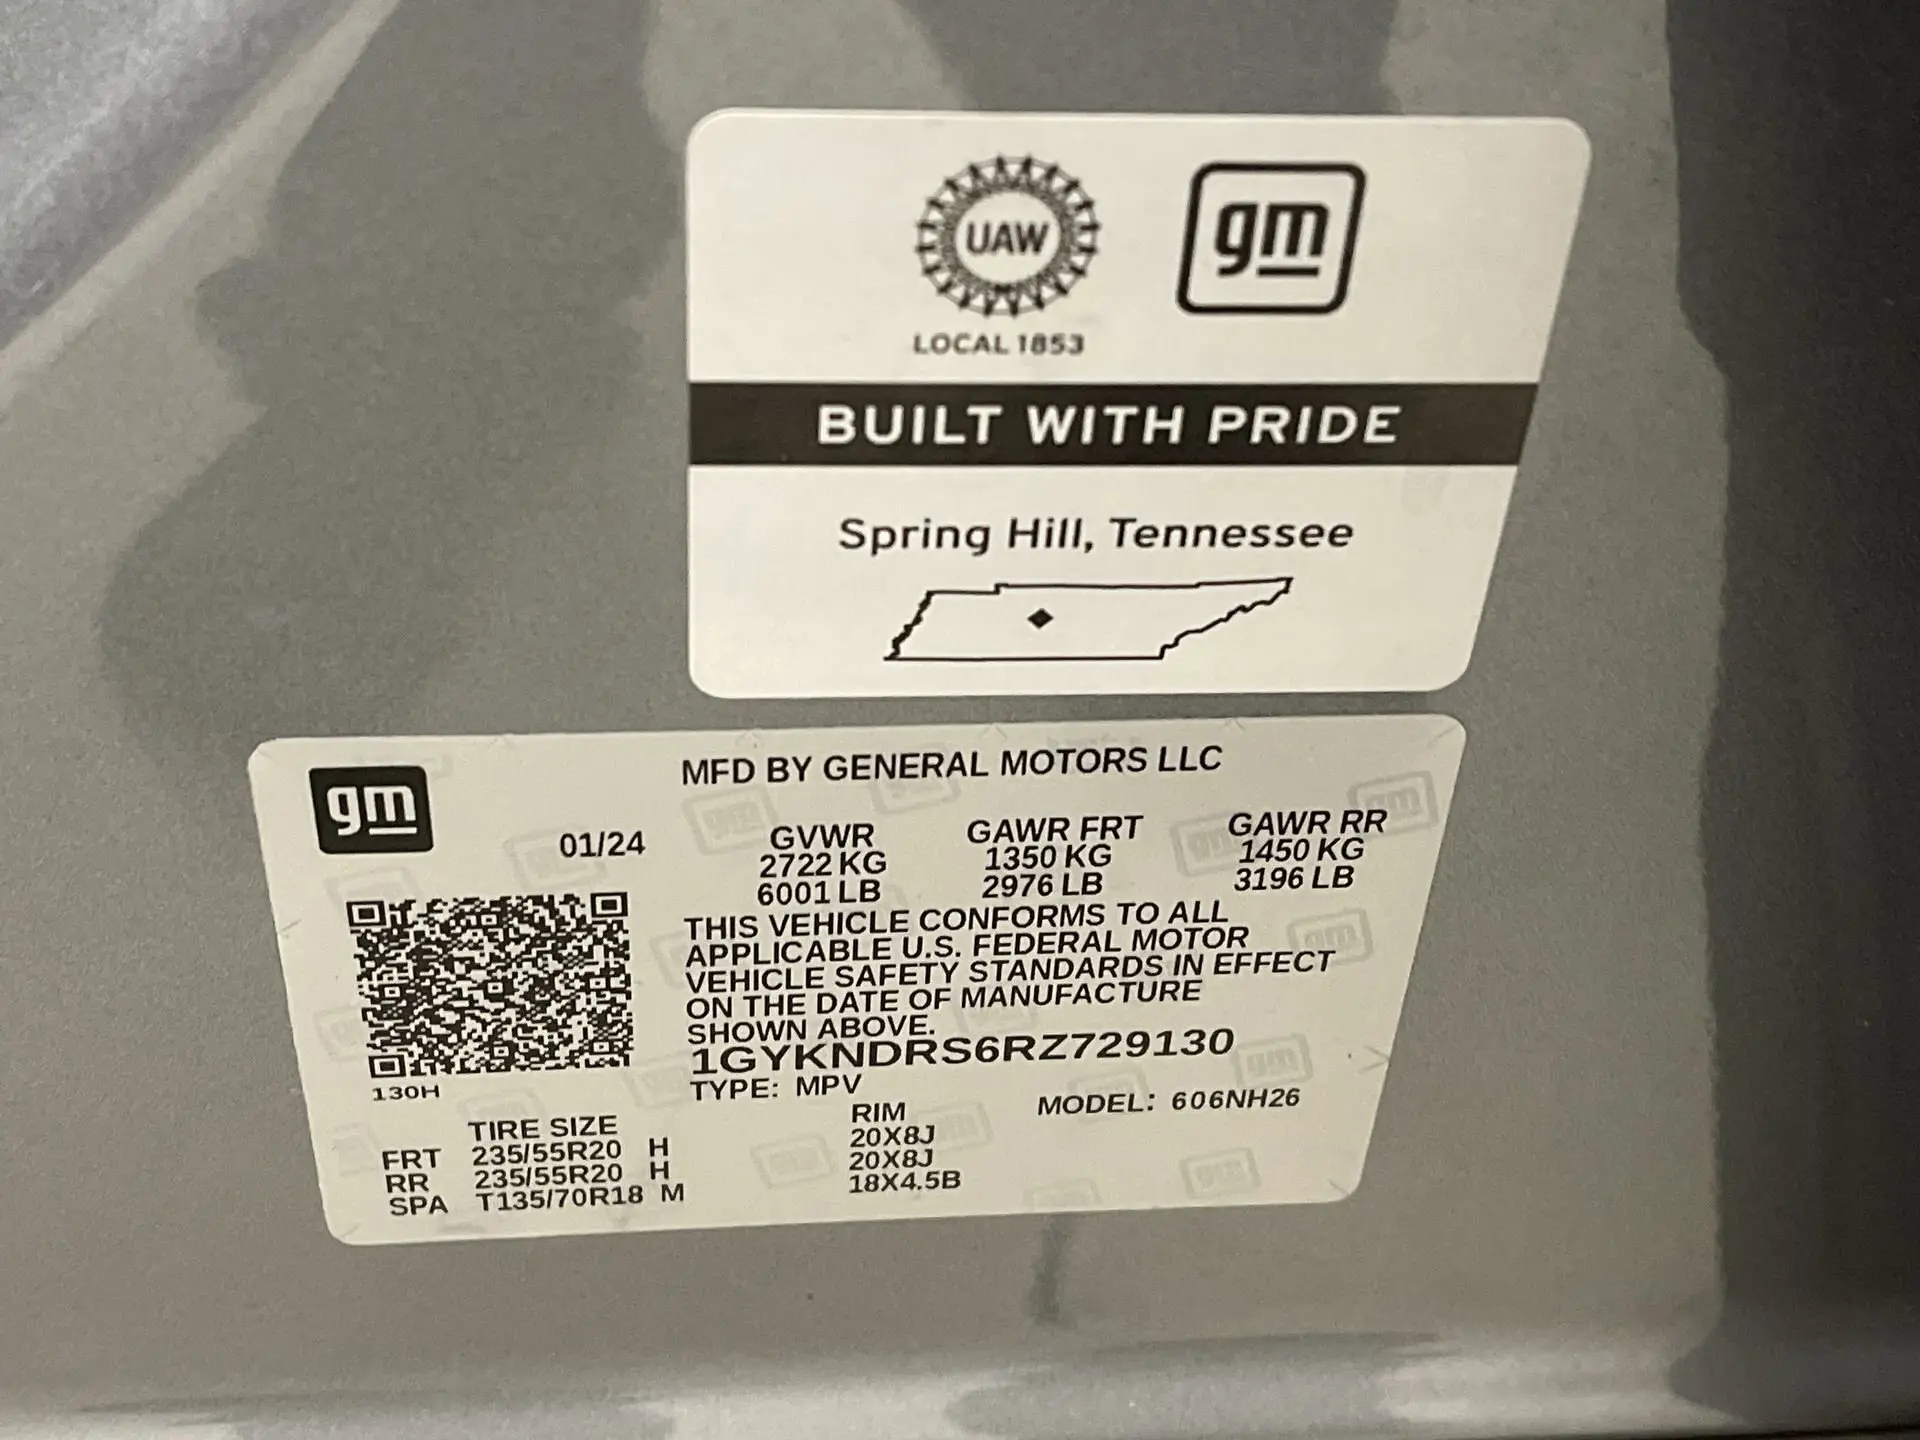 UAW
gm
LOCAL 1853
BUILT WITH PRIDE
Spring Hill, Tennessee
gm
MFD BY GENERAL MOTORS LLC
01/24
GVWR GAWR FRT GAWR RR
2722 KG 1350 KG 1450 KG
6001 LB 2976 LB 3196 LB
THIS VEHICLE CONFORMS TO ALL
APPLICABLE U.S. FEDERAL MOTOR
VEHICLE SAFETY STANDARDS IN EFFECT
ON THE DATE OF MANUFACTURE
SHOWN ABOVE.
1GYKNDRS6RZ729130
130H
TYPE: MPV MODEL: 606NH26
TIRE SIZE RIM
FRT 235/55R20 H 20X8J
RR 235/55R20 H 20X8J
SPA T135/70R18 M 18X4.5B